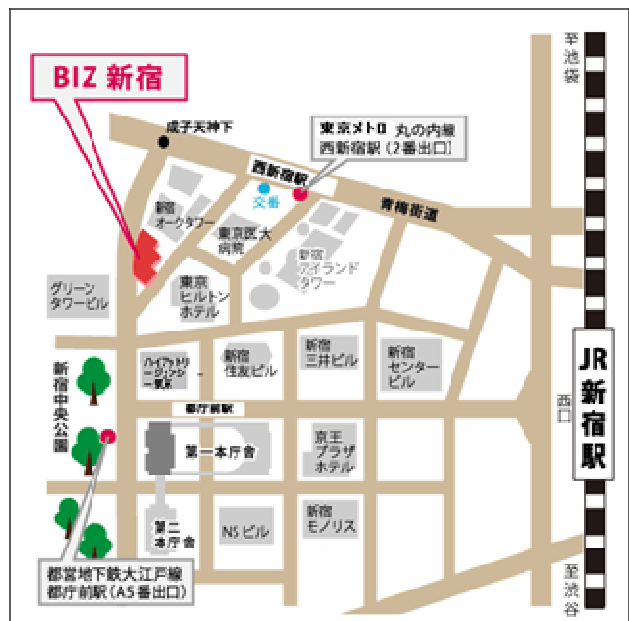 至池袋
BIZ 新宿
成子天神下
東京メトロ 丸の内線
西新宿駅(2番出口)
西新宿駅
交番
青梅街道
新宿
オークタワー
東京医大
病院
新宿
アイランド
タワー
グリーン
タワービル
東京
ヒルトン
ホテル
JR新宿駅
西口
新宿中央公園
ハイアットリ
ージェンシ
ー東京
新宿
住友ビル
新宿
三井ビル
新宿
センター
ビル
都庁前駅
第一本庁舎
京王
プラザ
ホテル
第二
本庁舎
NSビル
新宿
モノリス
都営地下鉄大江戸線
都庁前駅(A5番出口)
至渋谷